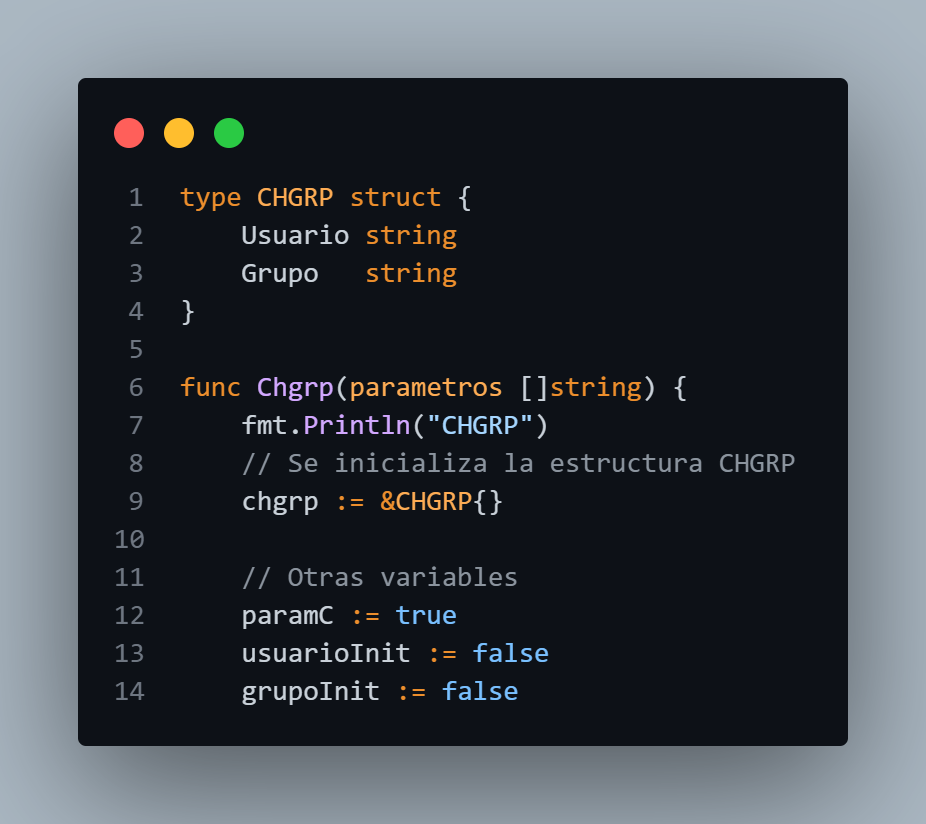 1 type CHGRP struct {
2     Usuario string
3     Grupo   string
4 }
5
6 func Chgrp(parametros []string) {
7     fmt.Println("CHGRP")
8     // Se inicializa la estructura CHGRP
9     chgrp := &CHGRP{}
10
11     // Otras variables
12     paramC := true
13     usuarioInit := false
14     grupoInit := false